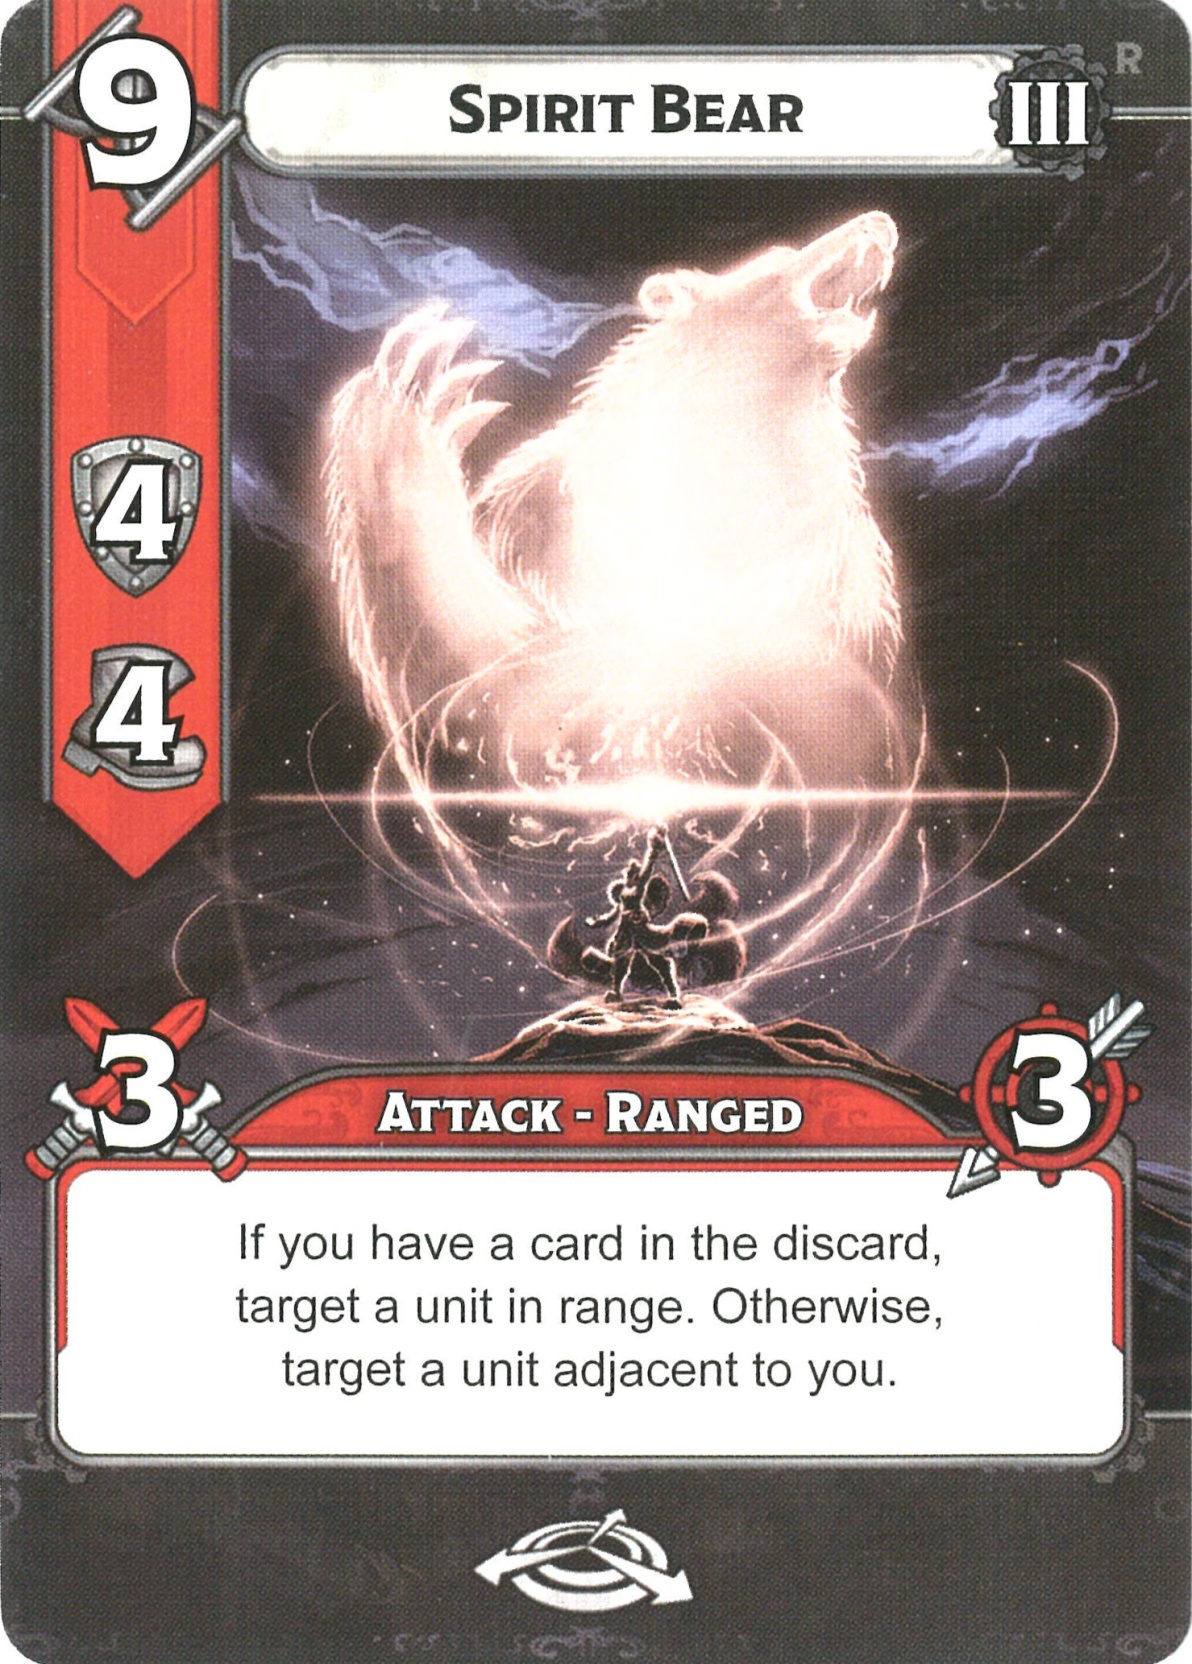 9
SPIRIT BEAR
III
R
4
4
3
ATTACK - RANGED
3
If you have a card in the discard,
target a unit in range. Otherwise,
target a unit adjacent to you.